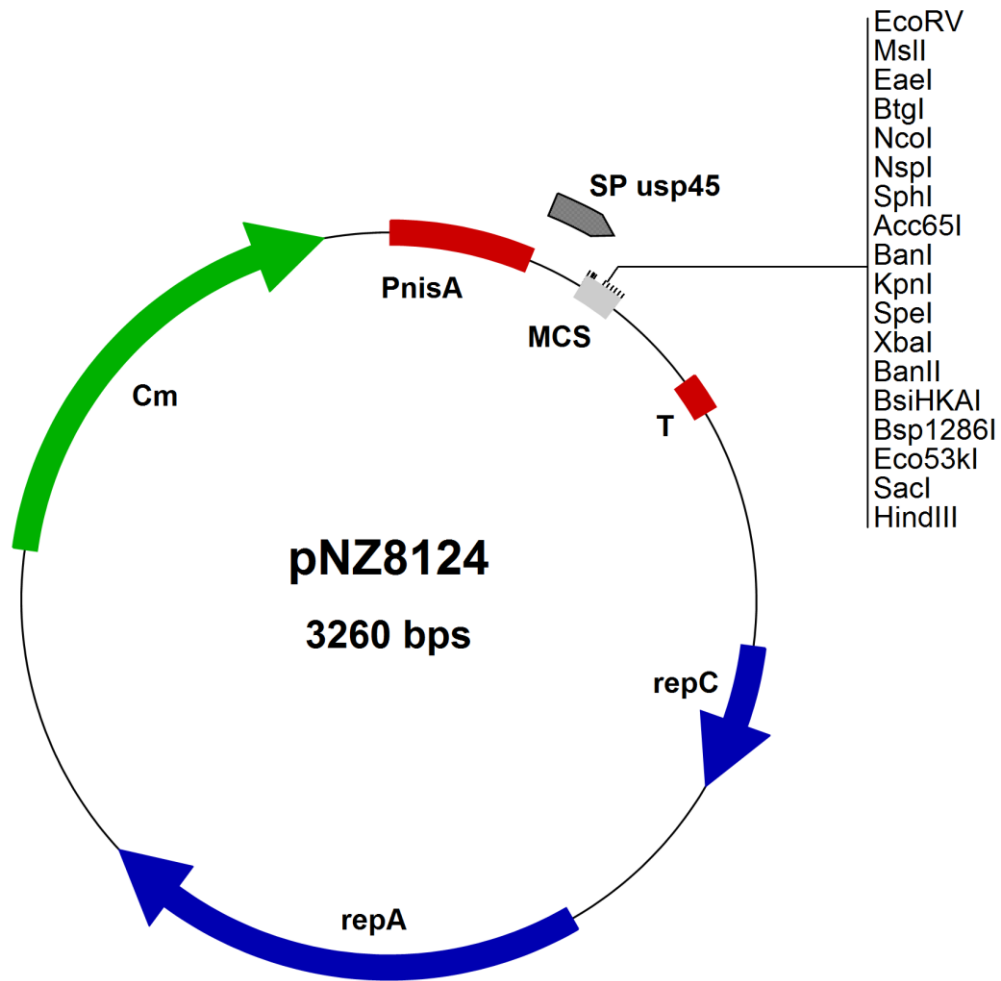 EcoRV
MslI
EaeI
BtgI
NcoI
NspI
SphI
Acc65I
BanI
KpnI
SpeI
XbaI
BanII
BsiHKAI
Bsp1286I
Eco53kI
SacI
HindIII
SP usp45
PnisA
MCS
Cm
T
pNZ8124
3260 bps
repC
repA